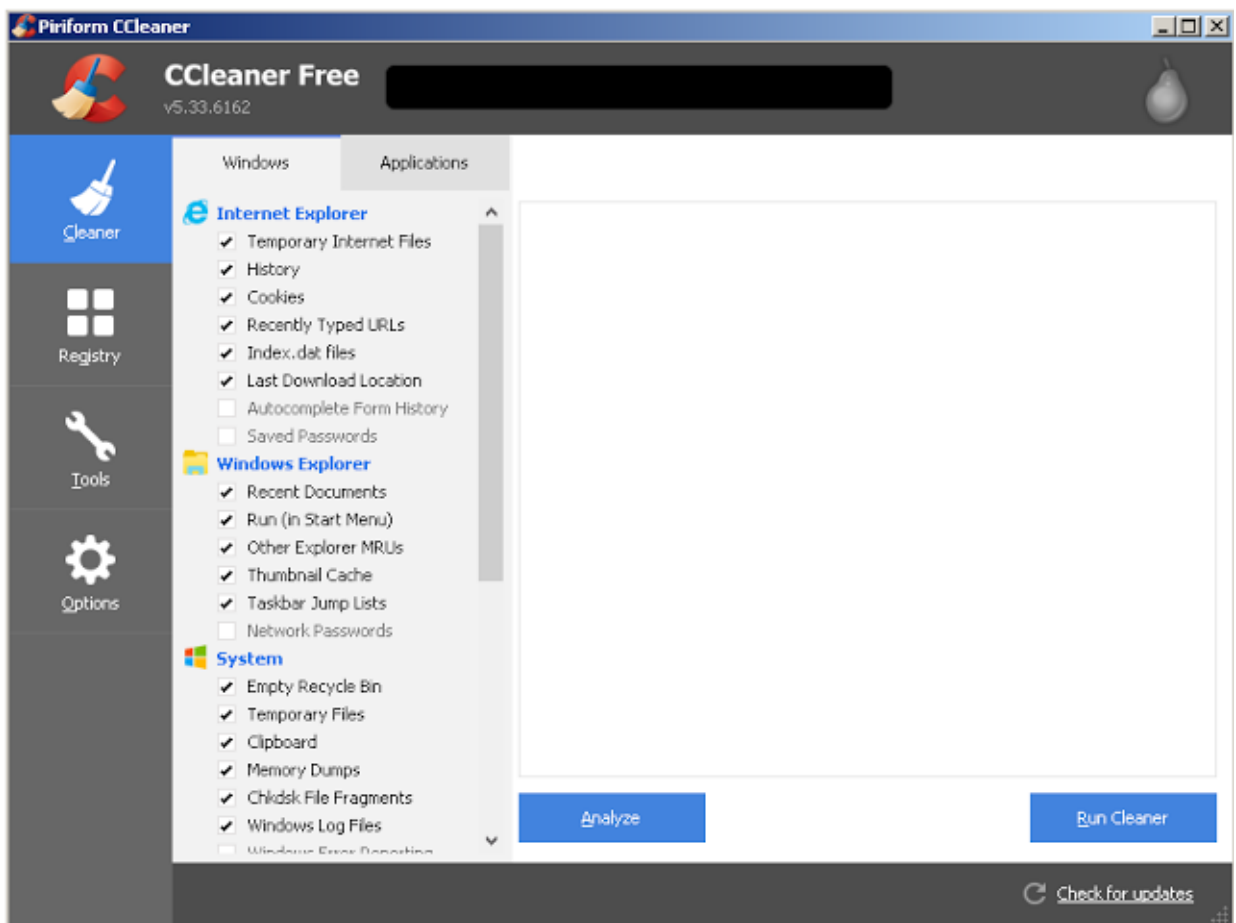 Piriform CCleaner
CCleaner Free
v5.33.6162
Cleaner
Registry
Tools
Options
Windows
Applications
Internet Explorer
Temporary Internet Files
History
Cookies
Recently Typed URLs
Index.dat files
Last Download Location
Autocomplete Form History
Saved Passwords
Windows Explorer
Recent Documents
Run (in Start Menu)
Other Explorer MRUs
Thumbnail Cache
Taskbar Jump Lists
Network Passwords
System
Empty Recycle Bin
Temporary Files
Clipboard
Memory Dumps
Chkdsk File Fragments
Windows Log Files
Windows Error Reporting
Analyze
Run Cleaner
Check for updates